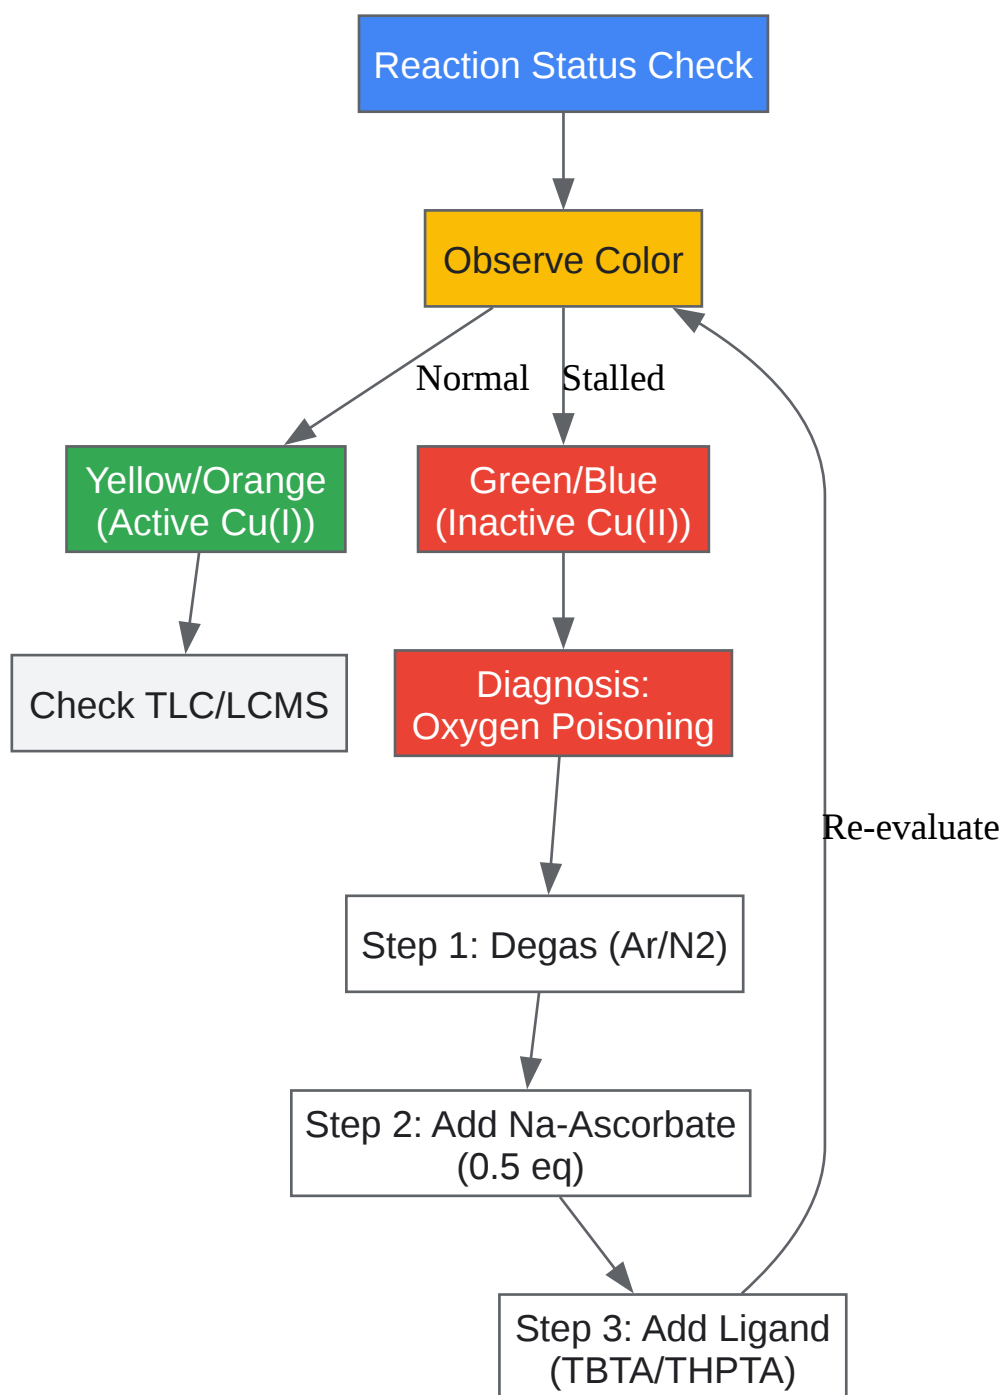 Reaction Status Check
Observe Color
Normal
Stalled
Yellow/Orange
(Active Cu(I))
Green/Blue
(Inactive Cu(II))
Check TLC/LCMS
Diagnosis:
Oxygen Poisoning
Re-evaluate
Step 1: Degas (Ar/N2)
Step 2: Add Na-Ascorbate
(0.5 eq)
Step 3: Add Ligand
(TBTA/THPTA)